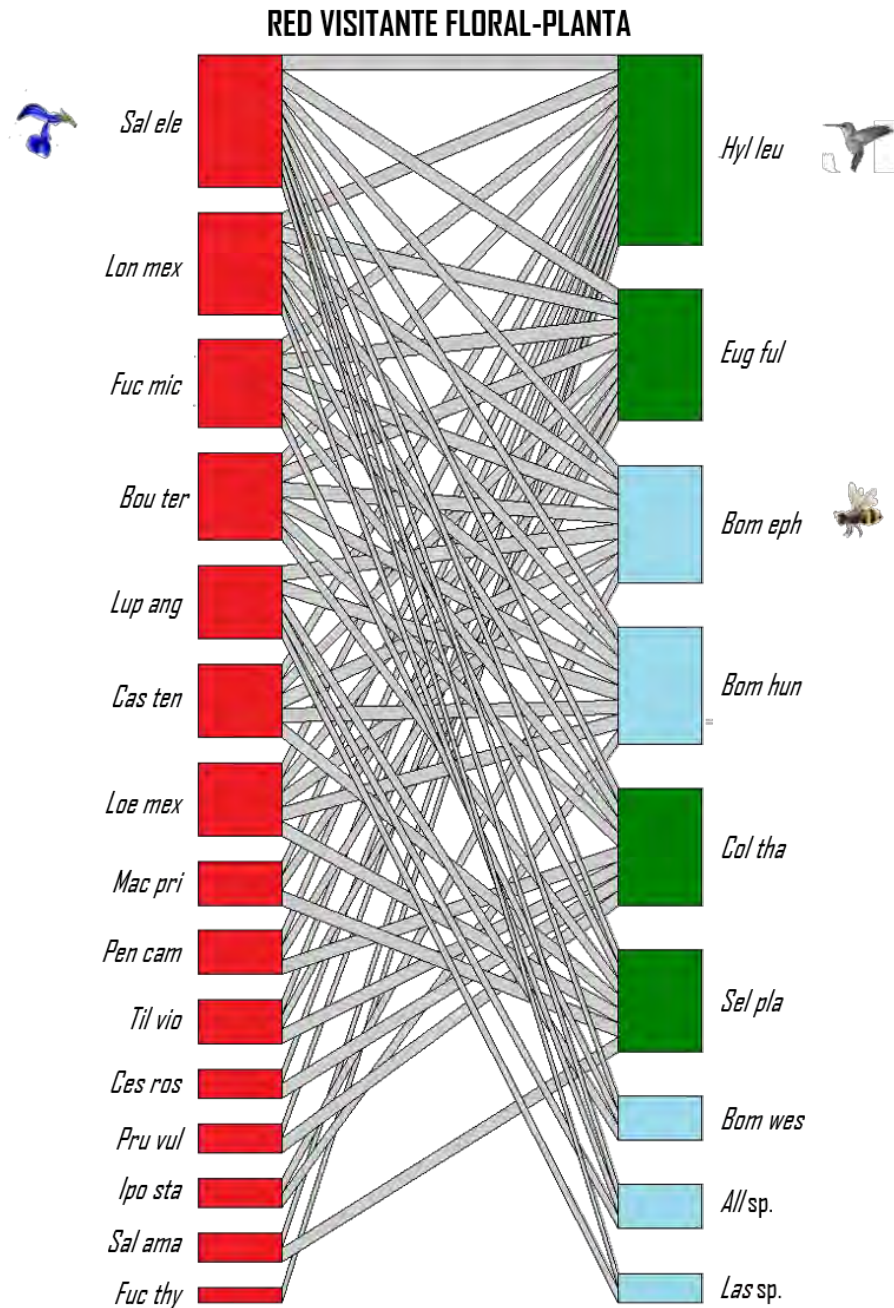 RED VISITANTE FLORAL-PLANTA
Sal ele
Lon mex
Fuc mic
Bou ter
Lup ang
Cas ten
Loe mex
Mac pri
Pen cam
Til vio
Ces ros
Pru vul
Ipo sta
Sal ama
Fuc thy
Hyl leu
Eug ful
Bom eph
Bom hun
Col tha
Sel pla
Bom wes
All sp.
Las sp.